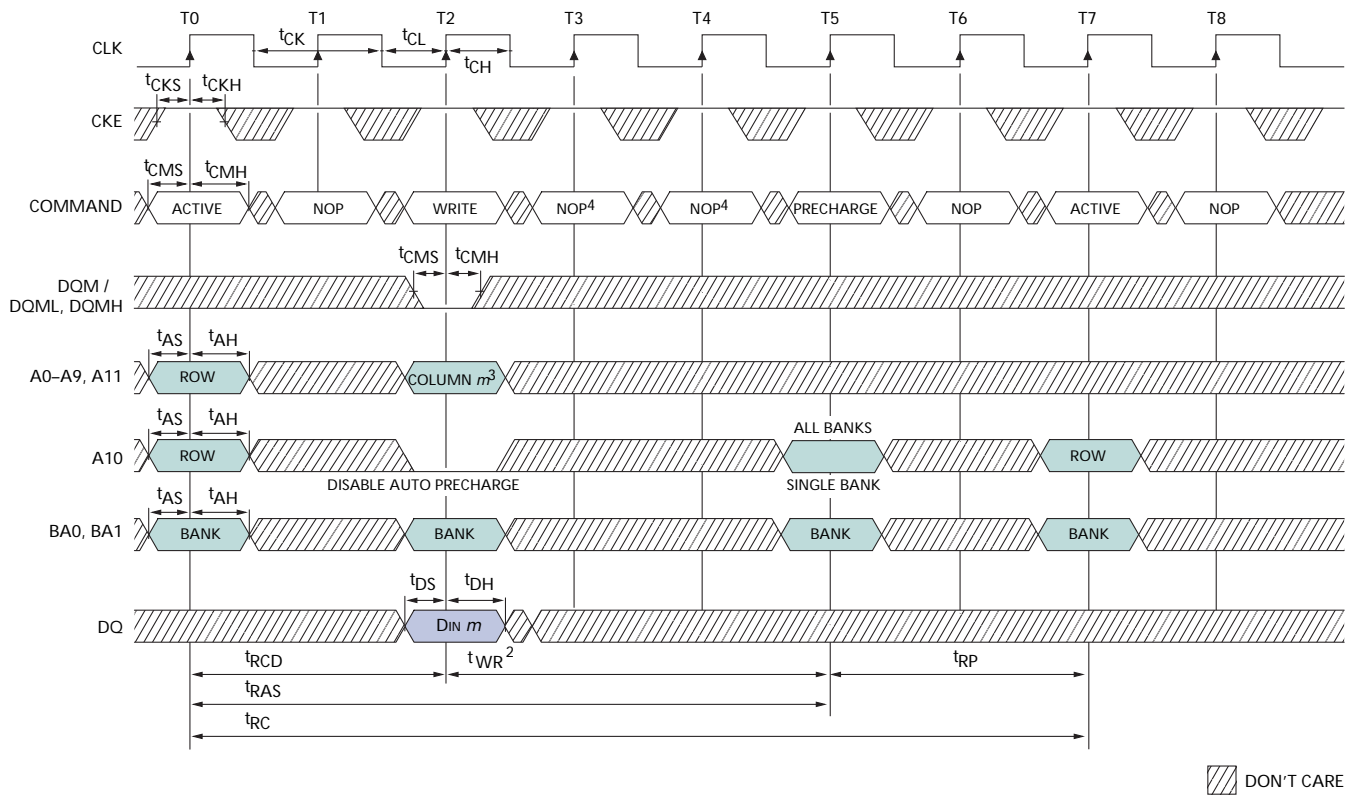 T0 T1 T2 T3 T4 T5 T6 T7 T8
CLK
tCK tCL
tCH
tCKS tCKH
CKE
tCMS tCMH
COMMAND ACTIVE NOP WRITE NOP4 NOP4 PRECHARGE NOP ACTIVE NOP
tCMS tCMH
DQM /
DQML, DQMH
tAS tAH
A0–A9, A11 ROW COLUMN m3
tAS tAH
ALL BANKS
A10 ROW ROW
DISABLE AUTO PRECHARGE SINGLE BANK
tAS tAH
BA0, BA1 BANK BANK BANK BANK
tDS tDH
DQ DIN m
tRCD tWR2 tRP
tRAS
tRC
DON'T CARE